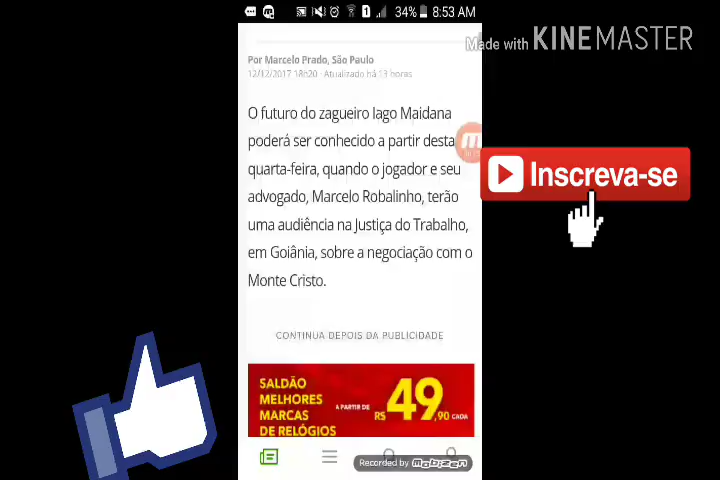 1 34% 8:53 AM
Made with KINEMASTER
Por Marcelo Prado, São Paulo
12/12/2017 18h20 · Atualizado há 13 horas
O futuro do zagueiro Iago Maidana
poderá ser conhecido a partir desta
quarta-feira, quando o jogador e seu
advogado, Marcelo Robalinho, terão
uma audiência na Justiça do Trabalho,
em Goiânia, sobre a negociação com o
Monte Cristo.
Inscreva-se
CONTINUA DEPOIS DA PUBLICIDADE
SALDÃO
MELHORES
MARCAS
DE RELÓGIOS
A PARTIR DE
R$ 49,90 CADA
Recorded by mobizen